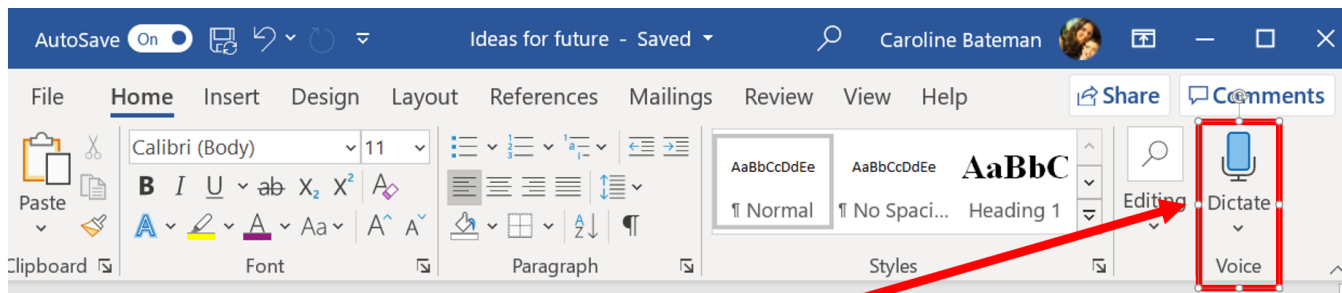 AutoSave On Ideas for future - Saved Caroline Bateman
File Home Insert Design Layout References Mailings Review View Help Share Comments
Calibri (Body) 11
B I U ab X₂ X² A
A A Aa A A
A Z
Paste
Clipboard
Font
Paragraph
AaBbCcDdEe AaBbCcDdEe AaBbC
¶ Normal ¶ No Spaci... Heading 1
Styles
Editing
Dictate
Voice